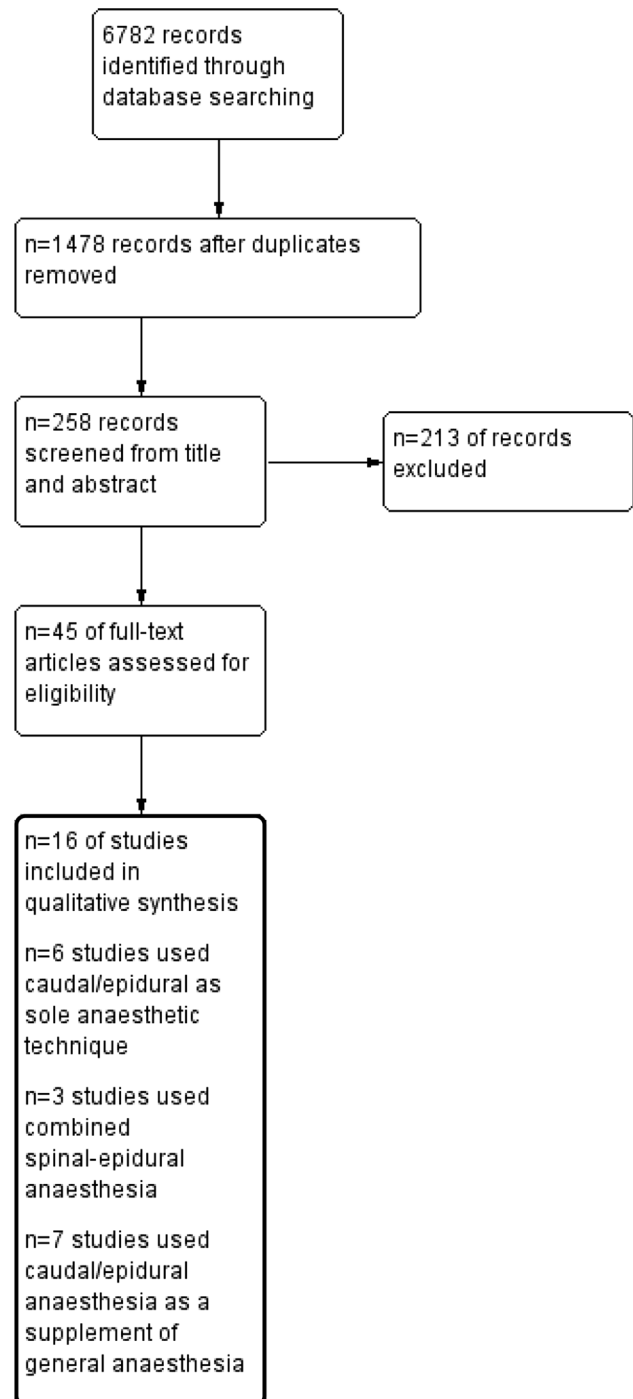 6782 records
identified through
database searching
n=1478 records after duplicates
removed
n=258 records
screened from title
and abstract
n=213 of records
excluded
n=45 of full-text
articles assessed for
eligibility
n=16 of studies
included in
qualitative synthesis
n=6 studies used
caudal/epidural as
sole anaesthetic
technique
n=3 studies used
combined
spinal-epidural
anaesthesia
n=7 studies used
caudal/epidural
anaesthesia as a
supplement of
general anaesthesia